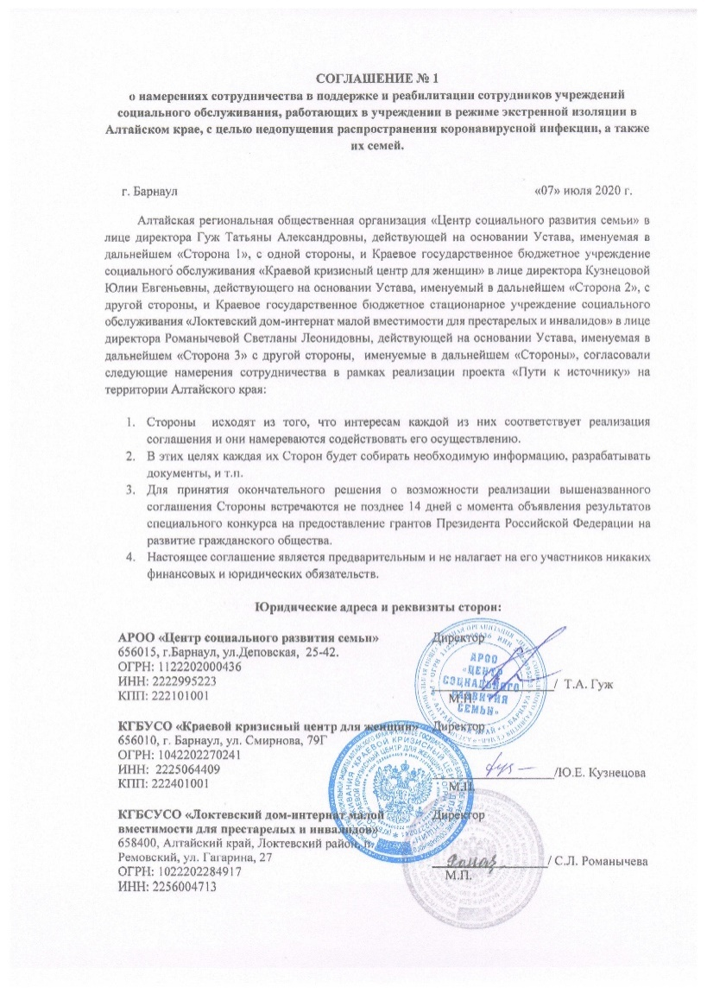 СОГЛАШЕНИЕ № 1
о намерениях сотрудничества в поддержке и реабилитации сотрудников учреждений
социального обслуживания, работающих в учреждении в режиме экстренной изоляции в
Алтайском крае, с целью недопущения распространения коронавирусной инфекции, а также
их семей.
г. Барнаул «07» июля 2020 г.
Алтайская региональная общественная организация «Центр социального развития семьи» в
лице директора Гуж Татьяны Александровны, действующей на основании Устава, именуемая в
дальнейшем «Сторона 1», с одной стороны, и Краевое государственное бюджетное учреждение
социального обслуживания «Краевой кризисный центр для женщин» в лице директора Кузнецовой
Юлии Евгеньевны, действующего на основании Устава, именуемый в дальнейшем «Сторона 2», с
другой стороны, и Краевое государственное бюджетное стационарное учреждение социального
обслуживания «Локтевский дом-интернат малой вместимости для престарелых и инвалидов» в лице
директора Романычевой Светланы Леонидовны, действующей на основании Устава, именуемая в
дальнейшем «Сторона 3» с другой стороны, именуемые в дальнейшем «Стороны», согласовали
следующие намерения сотрудничества в рамках реализации проекта «Пути к источнику» на
территории Алтайского края:
1. Стороны исходят из того, что интересам каждой из них соответствует реализация
соглашения и они намереваются содействовать его осуществлению.
2. В этих целях каждая их Сторон будет собирать необходимую информацию, разрабатывать
документы, и т.п.
3. Для принятия окончательного решения о возможности реализации вышеназванного
соглашения Стороны встречаются не позднее 14 дней с момента объявления результатов
специального конкурса на предоставление грантов Президента Российской Федерации на
развитие гражданского общества.
4. Настоящее соглашение является предварительным и не налагает на его участников никаких
финансовых и юридических обязательств.
Юридические адреса и реквизиты сторон:
АРОО «Центр социального развития семьи» Директор
656015, г.Барнаул, ул.Деповская, 25-42.
ОГРН: 1122202000436
ИНН: 2222995223 / Т.А. Гуж
КПП: 222101001 М.П.
АРОО
«ЦЕНТР
СОЦИАЛЬНОГО
РАЗВИТИЯ
СЕМЬИ»
КГБУСО «Краевой кризисный центр для женщин» Директор
656010, г. Барнаул, ул. Смирнова, 79Г
ОГРН: 1042202270241
ИНН: 2225064409 /Ю.Е. Кузнецова
КПП: 222401001 М.П.
КГБСУСО «Локтевский дом-интернат малой Директор
вместимости для престарелых и инвалидов»
658400, Алтайский край, Локтевский район, п.
Ремовский, ул. Гагарина, 27 / С.Л. Романычева
ОГРН: 1022202284917 М.П.
ИНН: 2256004713